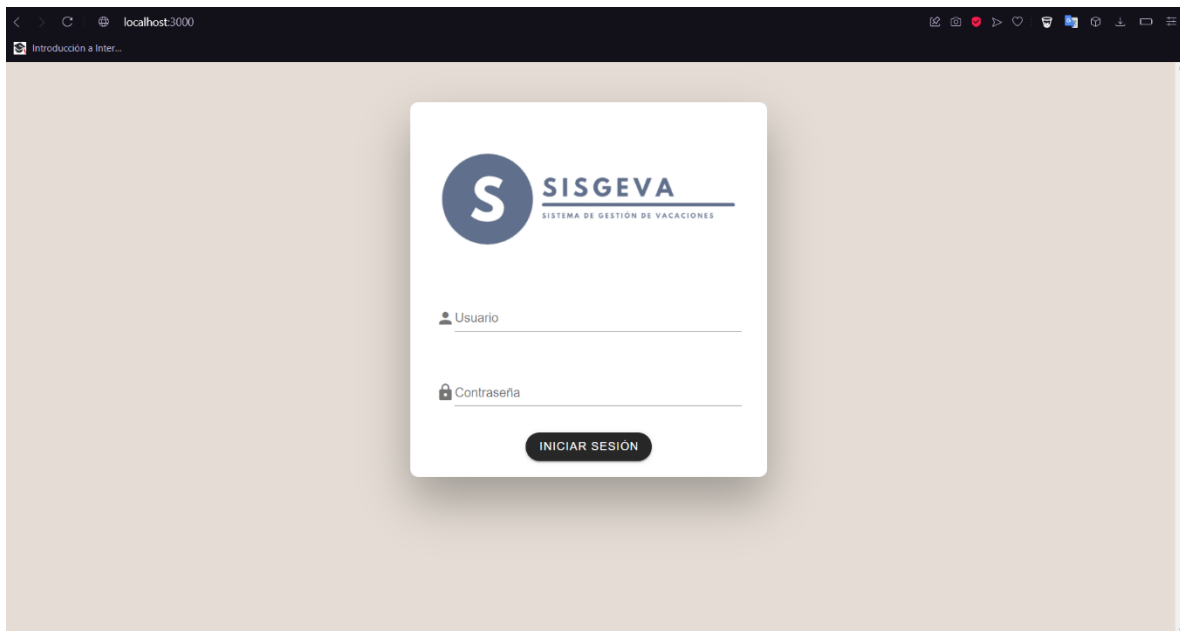 localhost:3000
Introducción a Inter...
S
SISGEVA
SISTEMA DE GESTIÓN DE VACACIONES
Usuario
Contraseña
INICIAR SESIÓN